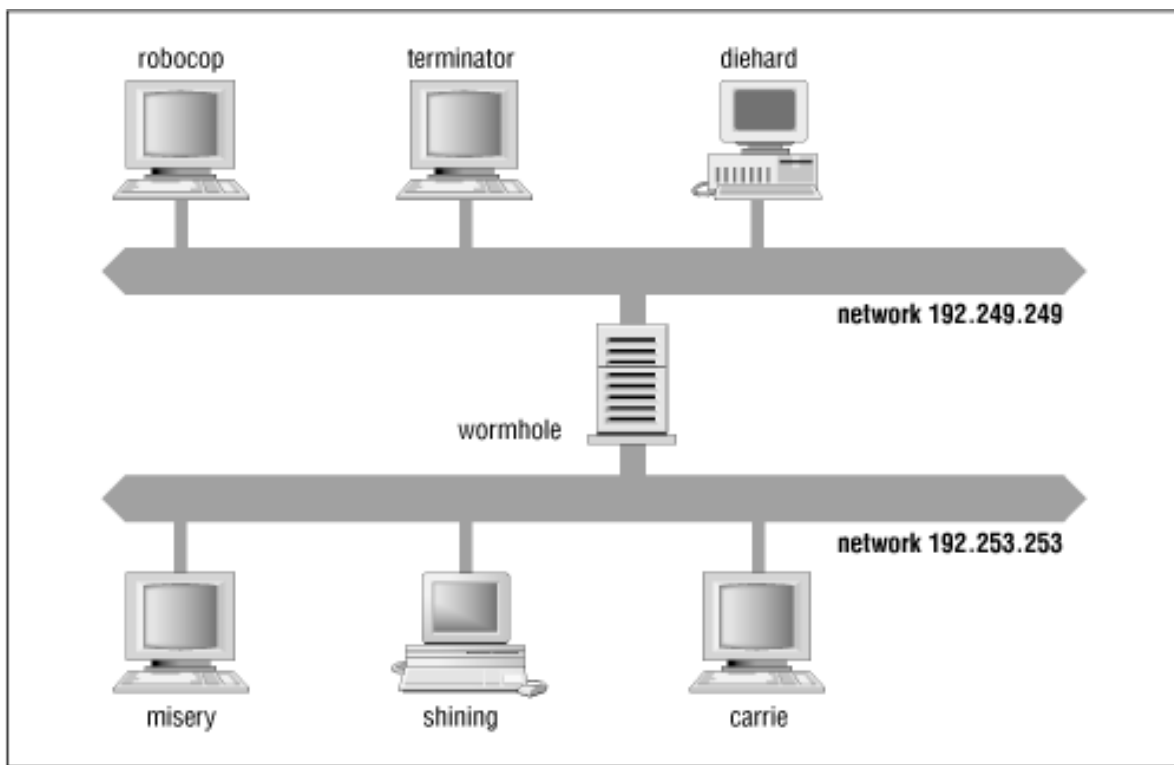 robocop
terminator
diehard
network 192.249.249
wormhole
network 192.253.253
misery
shining
carrie